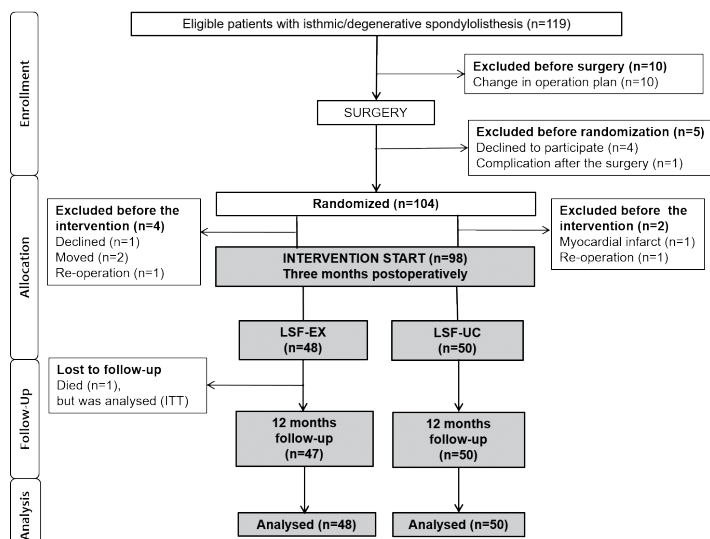 Eligible patients with isthmic/degenerative spondylolisthesis (n=119)
Enrollment
Excluded before surgery (n=10)
Change in operation plan (n=10)
SURGERY
Excluded before randomization (n=5)
Declined to participate (n=4)
Complication after the surgery (n=1)
Allocation
Randomized (n=104)
Excluded before the
intervention (n=4)
Declined (n=1)
Moved (n=2)
Re-operation (n=1)
Excluded before the
intervention (n=2)
Myocardial infarct (n=1)
Re-operation (n=1)
INTERVENTION START (n=98)
Three months postoperatively
LSF-EX
(n=48)
LSF-UC
(n=50)
Follow-Up
Lost to follow-up
Died (n=1),
but was analysed (ITT)
12 months
follow-up
(n=47)
12 months
follow-up
(n=50)
Analysis
Analysed (n=48)
Analysed (n=50)